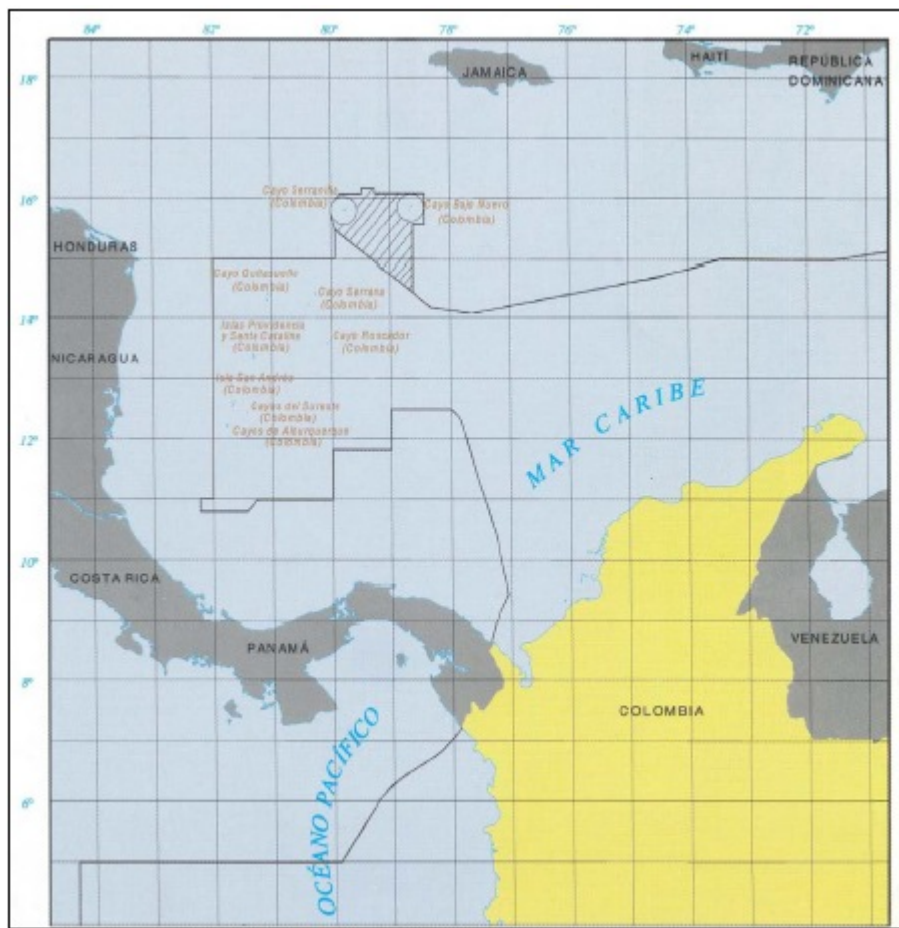 84° 82° 80° 78° 76° 74° 72°
18°
JAMAICA
HAITÍ
REPÚBLICA
DOMINICANA
16°
Cayo Serranilla
(Colombia)
Cayo Bajo Nuevo
(Colombia)
HONDURAS
Cayo Quitasueño
(Colombia)
Cayo Serrana
(Colombia)
14°
Islas Providencia
y Santa Catalina
(Colombia)
Cayo Roncador
(Colombia)
NICARAGUA
Isla San Andrés
(Colombia)
Cayos del Sureste
(Colombia)
Cayos de Alburquerque
(Colombia)
12°
MAR CARIBE
10°
COSTA RICA
PANAMÁ
VENEZUELA
8°
COLOMBIA
OCÉANO PACÍFICO
6°